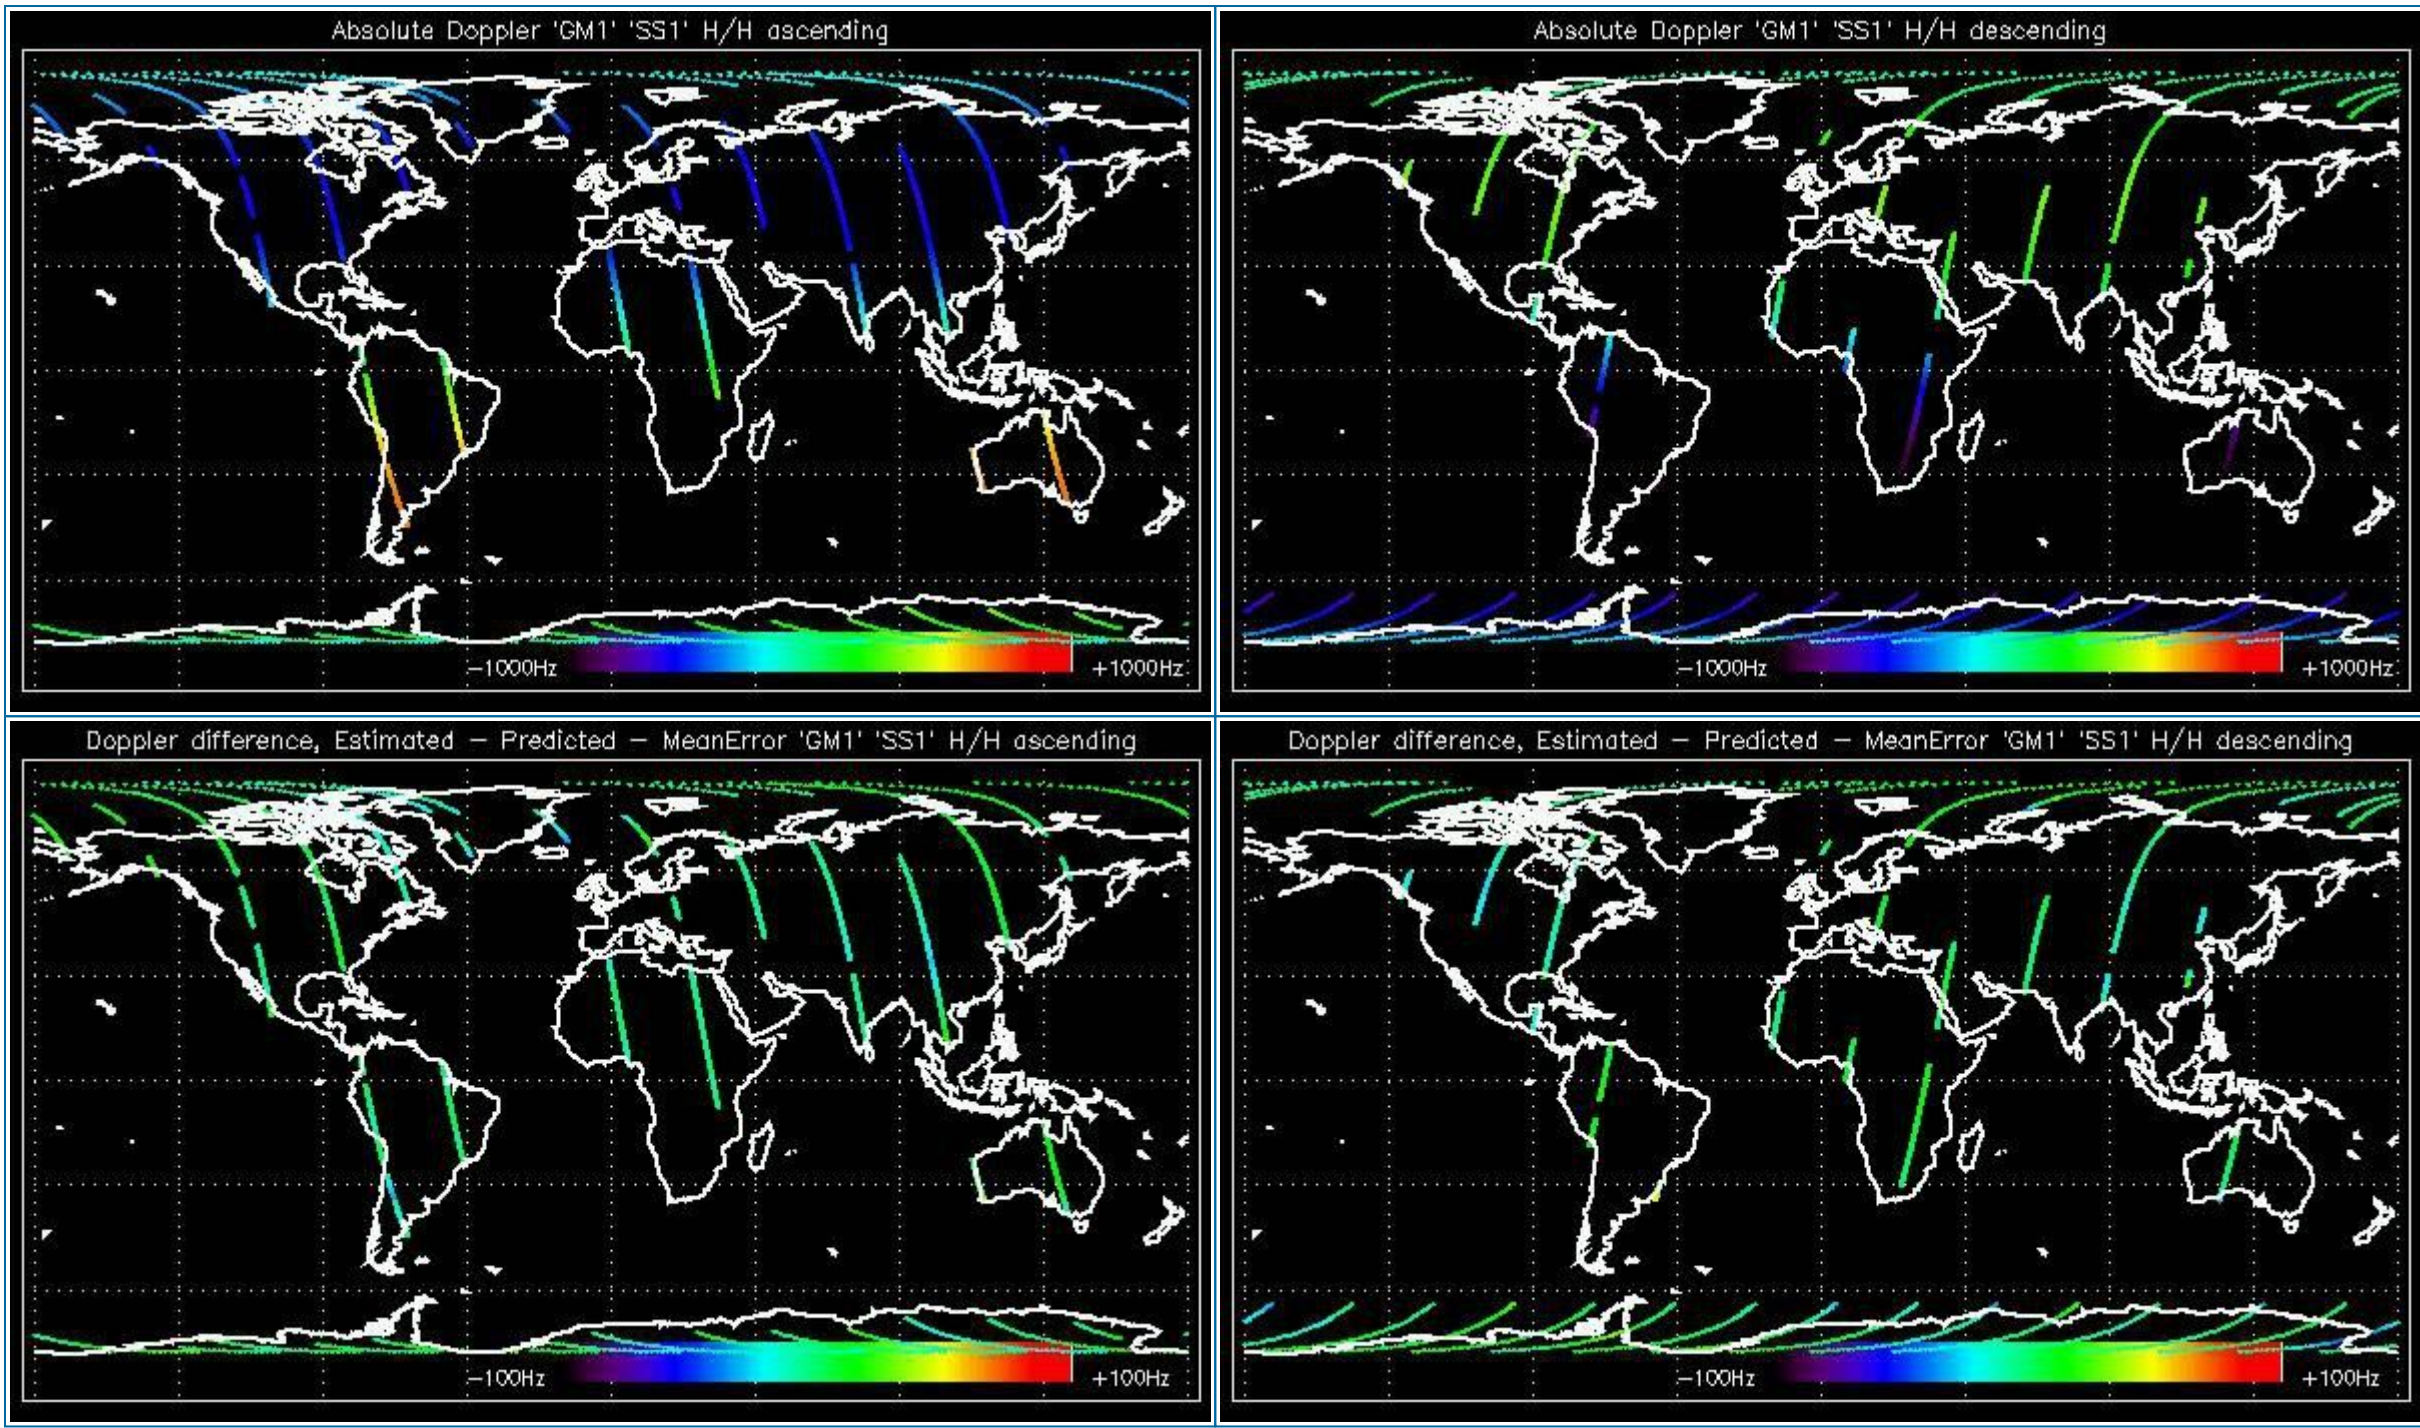 Absolute Doppler 'GM1' 'SS1' H/H ascending
−1000Hz
+1000Hz
Absolute Doppler 'GM1' 'SS1' H/H descending
−1000Hz
+1000Hz
Doppler difference, Estimated − Predicted − MeanError 'GM1' 'SS1' H/H ascending
−100Hz
+100Hz
Doppler difference, Estimated − Predicted − MeanError 'GM1' 'SS1' H/H descending
−100Hz
+100Hz